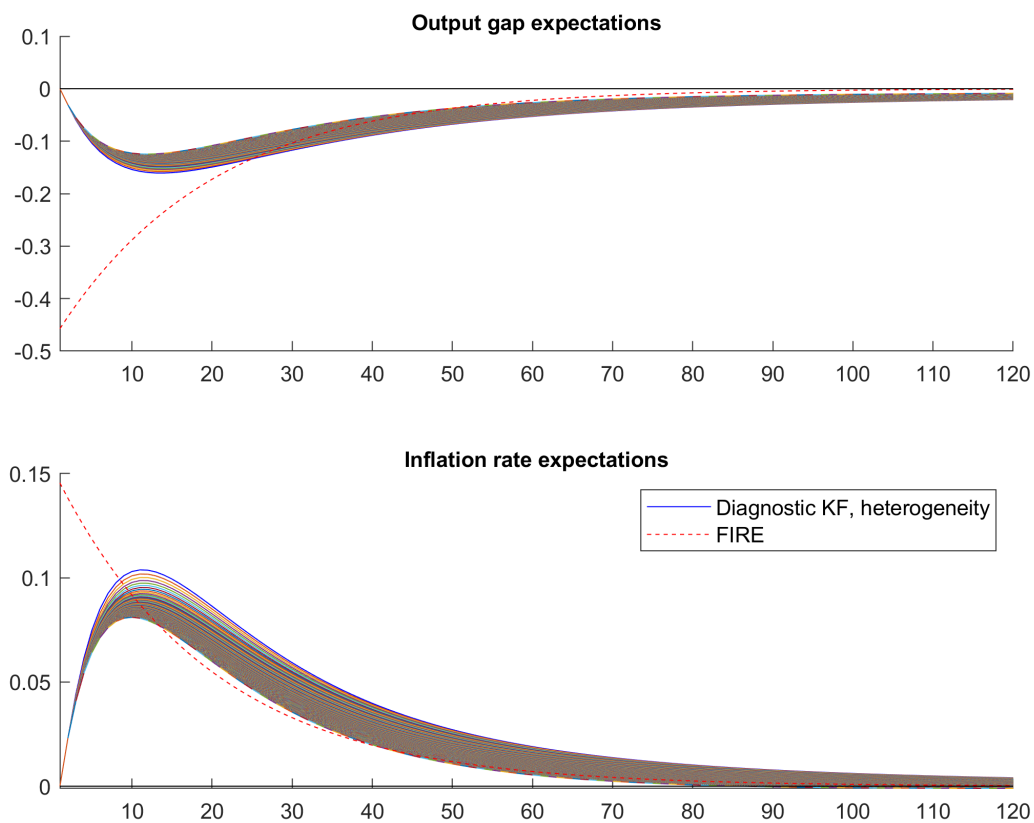 Output gap expectations
0.1
0
-0.1
-0.2
-0.3
-0.4
-0.5
10 20 30 40 50 60 70 80 90 100 110 120
Inflation rate expectations
0.15
0.1
0.05
0
Diagnostic KF, heterogeneity
FIRE
10 20 30 40 50 60 70 80 90 100 110 120